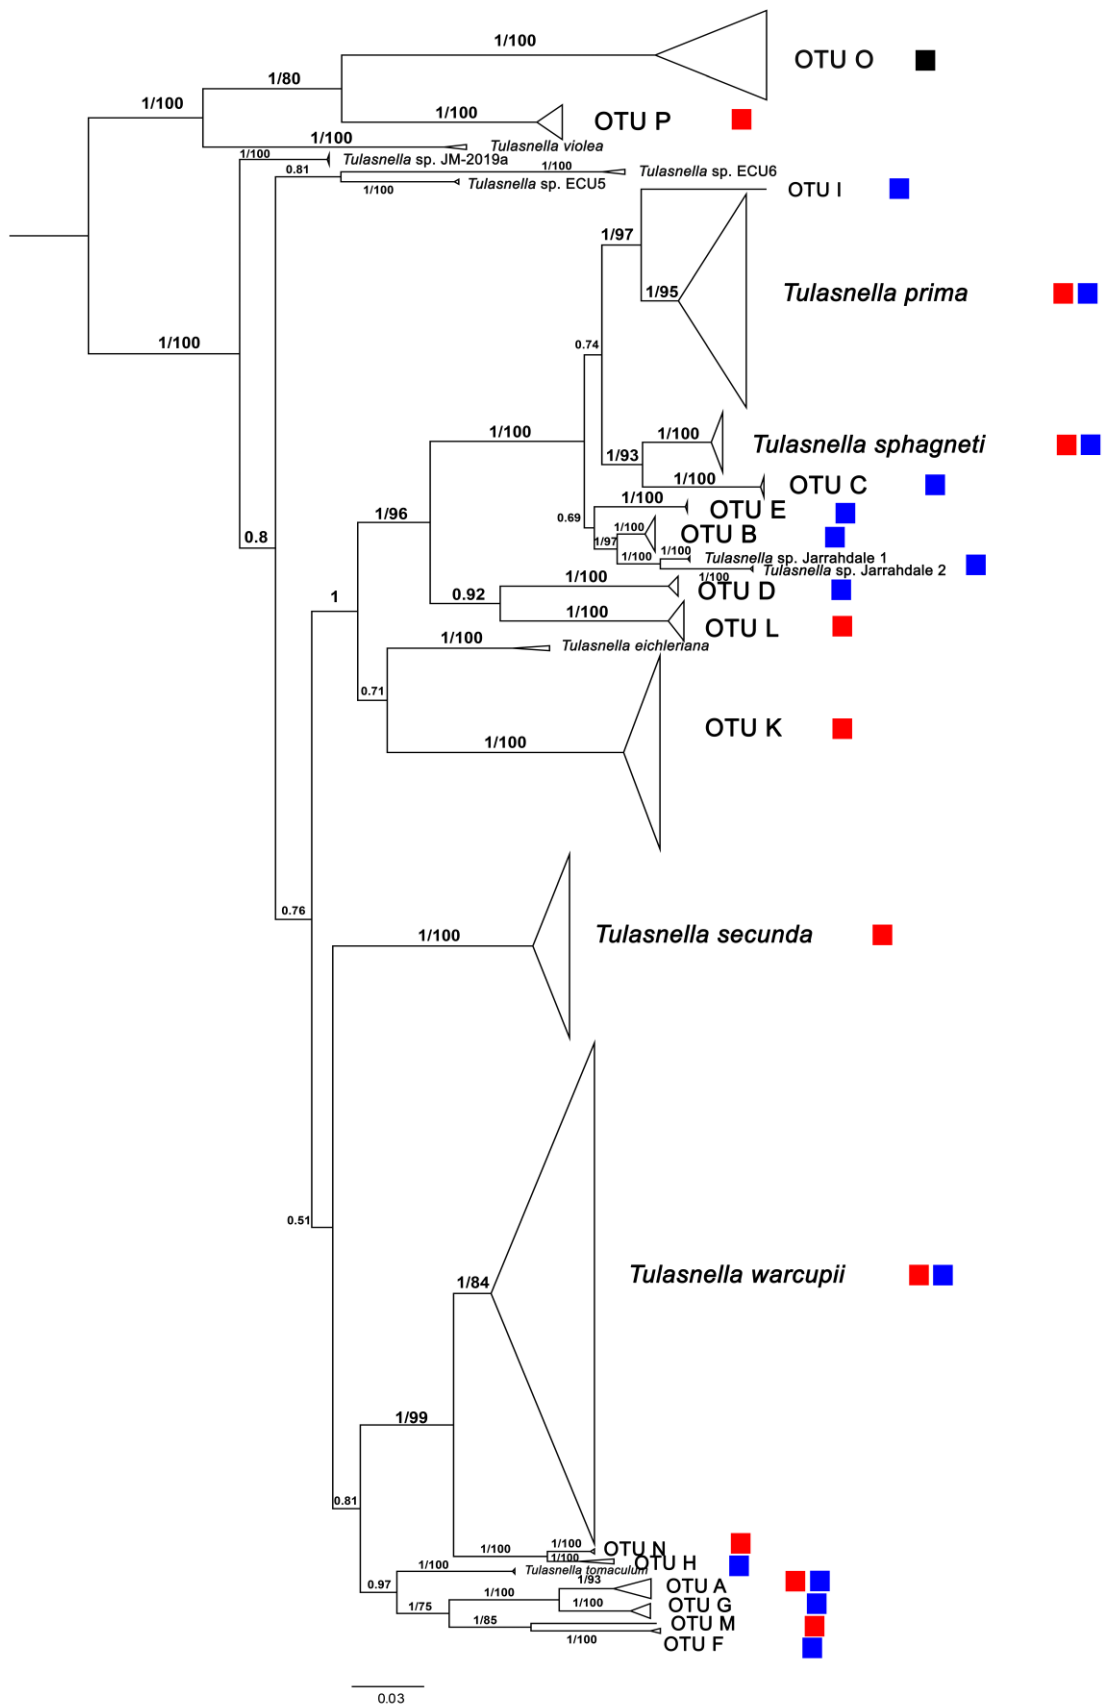 1/100
OTU O
1/80
1/100
1/100
OTU P
1/100
Tulasnella violea
1/100
Tulasnella sp. JM-2019a
0.81
1/100
Tulasnella sp. ECU6
1/100
Tulasnella sp. ECU5
OTU I
1/97
1/95
Tulasnella prima
1/100
0.74
1/100
1/100
Tulasnella sphagneti
1/93
1/100
OTU C
1/100
OTU E
0.69
1/96
1/100
OTU B
1/97
0.8
1/100
1/100
Tulasnella sp. Jarrahdale 1
Tulasnella sp. Jarrahdale 2
1/100
1/100
OTU D
0.92
1
1/100
OTU L
1/100
Tulasnella eichleriana
0.71
OTU K
1/100
0.76
1/100
Tulasnella secunda
0.51
1/84
Tulasnella warcupii
1/99
0.81
1/100
OTU N
1/100
1/100
OTU H
1/100
Tulasnella tomaculum
0.97
1/93
OTU A
1/100
1/100
OTU G
1/75
1/85
OTU M
1/100
OTU F
0.03